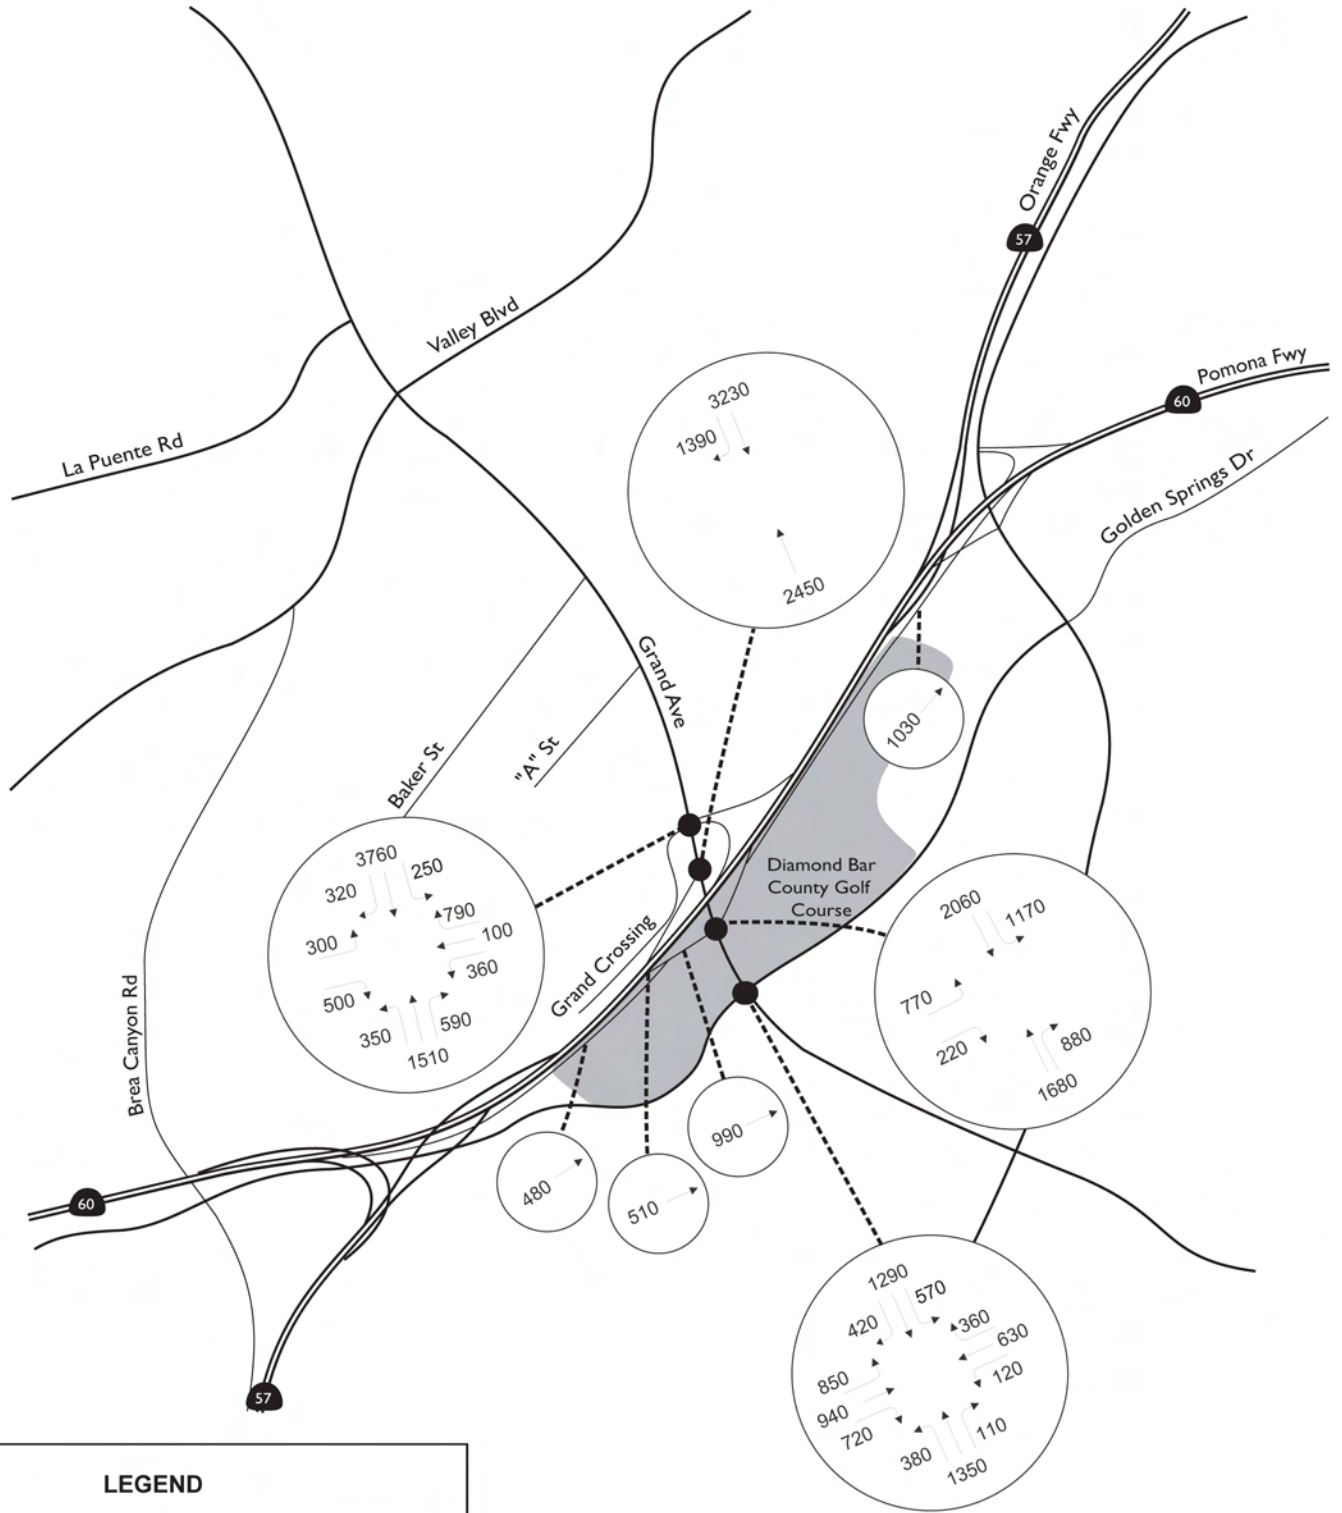 Orange Fwy
57
Pomona Fwy
60
Valley Blvd
La Puente Rd
Golden Springs Dr
3230
1390
2450
Grand Ave
1030
Baker St
"A" St
Diamond Bar
County Golf
Course
3760
250
320
790
300
100
360
500
590
350
1510
Grand Crossing
2060
1170
770
880
220
1680
Brea Canyon Rd
990
480
510
60
1290
570
420
360
630
850
120
940
720
110
380
1350
57
LEGEND